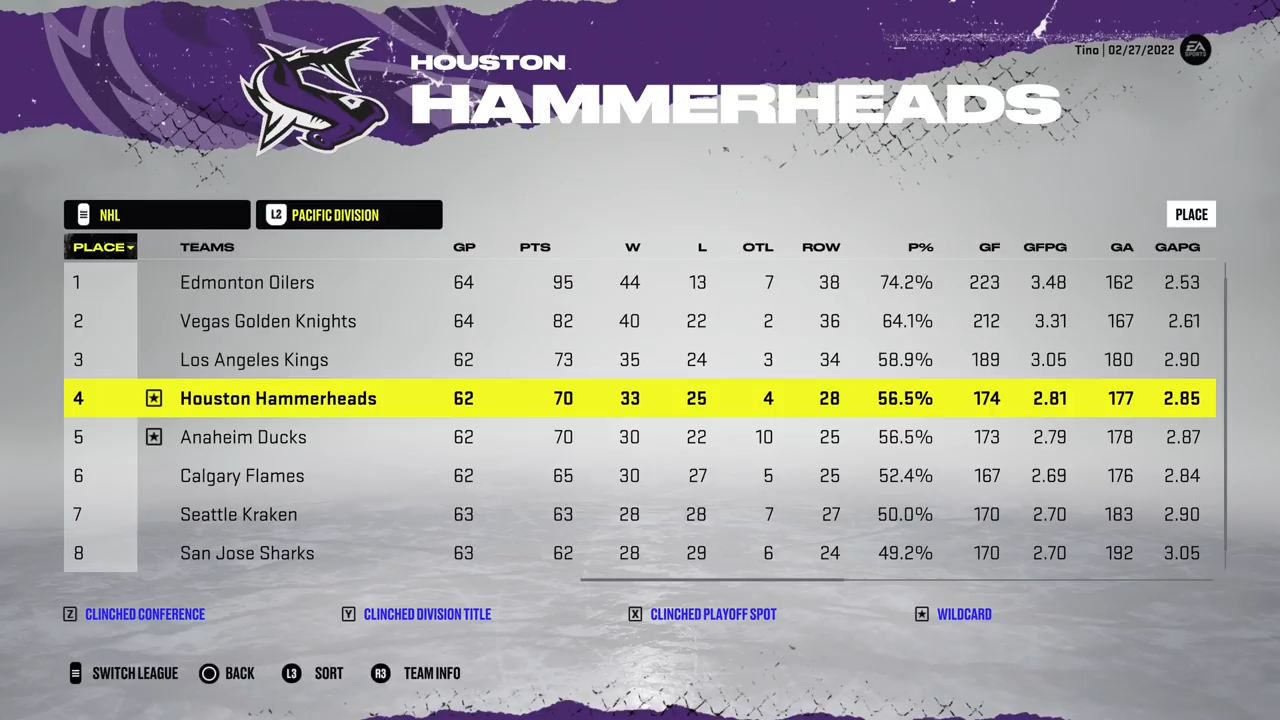 HOUSTON
HAMMERHEADS
Tino | 02/27/2022 EA SPORTS
NHL L2 PACIFIC DIVISION PLACE
PLACE TEAMS GP PTS W L OTL ROW P% GF GFPG GA GAPG
1 Edmonton Oilers 64 95 44 13 7 38 74.2% 223 3.48 162 2.53
2 Vegas Golden Knights 64 82 40 22 2 36 64.1% 212 3.31 167 2.61
3 Los Angeles Kings 62 73 35 24 3 34 58.9% 189 3.05 180 2.90
4 Houston Hammerheads 62 70 33 25 4 28 56.5% 174 2.81 177 2.85
5 Anaheim Ducks 62 70 30 22 10 25 56.5% 173 2.79 178 2.87
6 Calgary Flames 62 65 30 27 5 25 52.4% 167 2.69 176 2.84
7 Seattle Kraken 63 63 28 28 7 27 50.0% 170 2.70 183 2.90
8 San Jose Sharks 63 62 28 29 6 24 49.2% 170 2.70 192 3.05
Z CLINCHED CONFERENCE Y CLINCHED DIVISION TITLE X CLINCHED PLAYOFF SPOT WILDCARD
SWITCH LEAGUE BACK L3 SORT R3 TEAM INFO